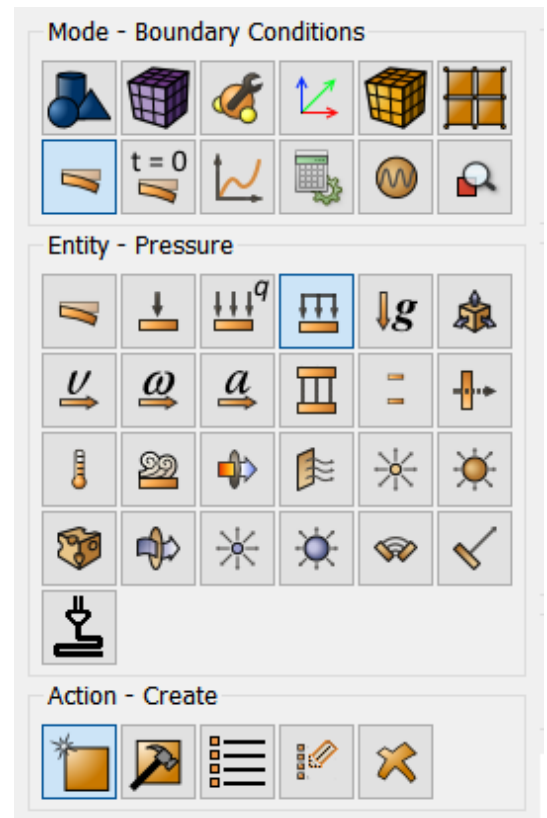 Mode - Boundary Conditions
t = 0
Entity - Pressure
q
g
υ ω a
Action - Create